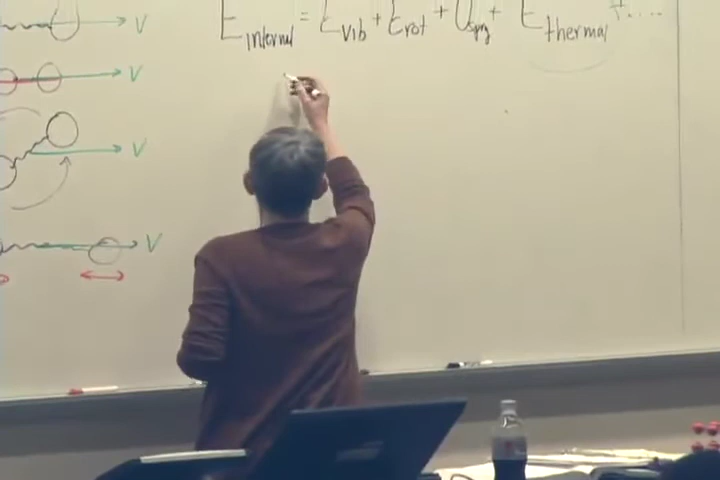 E internal = E vib + E rot + U spg + E thermal + ....
V
V
V
V